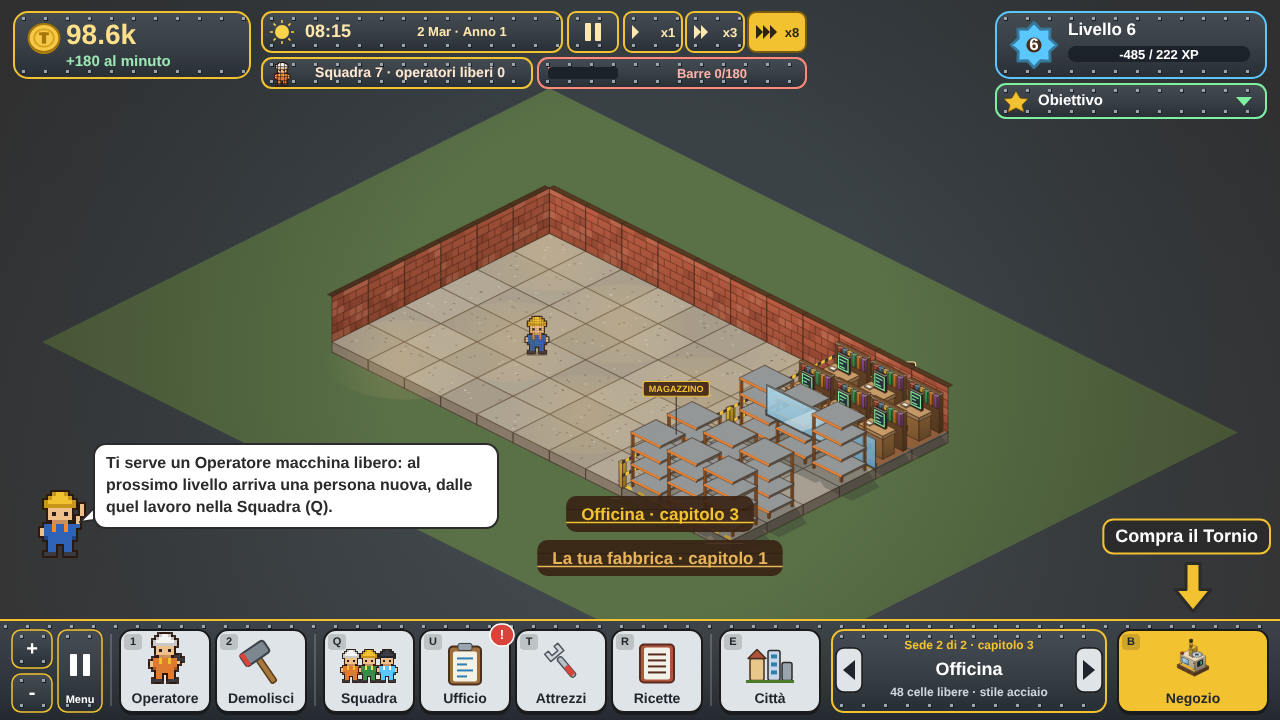 98.6k
+180 al minuto
08:15
2 Mar · Anno 1
x1
x3
x8
Squadra 7 · operatori liberi 0
Barre 0/180
6
Livello 6
-485 / 222 XP
Obiettivo
MAGAZZINO
Ti serve un Operatore macchina libero: al
prossimo livello arriva una persona nuova, dalle
quel lavoro nella Squadra (Q).
Officina · capitolo 3
La tua fabbrica · capitolo 1
Compra il Tornio
+
-
Menu
1
Operatore
2
Demolisci
Q
Squadra
U
!
Ufficio
T
Attrezzi
R
Ricette
E
Città
Sede 2 di 2 · capitolo 3
Officina
48 celle libere · stile acciaio
B
Negozio